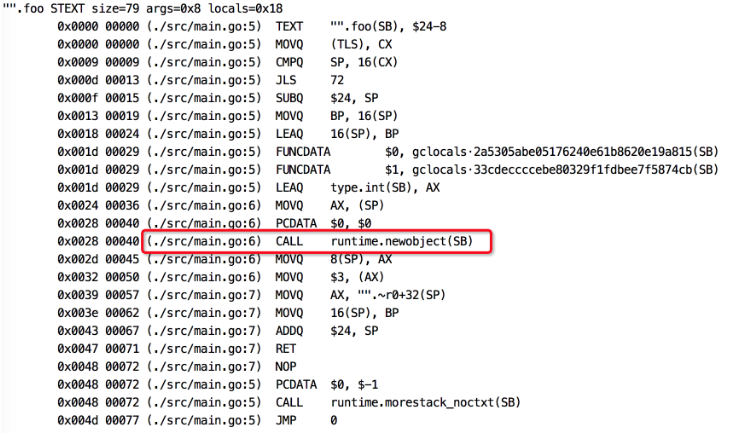 "".foo STEXT size=79 args=0x8 locals=0x18
0x0000 00000 (./src/main.go:5) TEXT "".foo(SB), $24-8
0x0000 00000 (./src/main.go:5) MOVQ (TLS), CX
0x0009 00009 (./src/main.go:5) CMPQ SP, 16(CX)
0x000d 00013 (./src/main.go:5) JLS 72
0x000f 00015 (./src/main.go:5) SUBQ $24, SP
0x0013 00019 (./src/main.go:5) MOVQ BP, 16(SP)
0x0018 00024 (./src/main.go:5) LEAQ 16(SP), BP
0x001d 00029 (./src/main.go:5) FUNCDATA $0, gclocals·2a5305abe05176240e61b8620e19a815(SB)
0x001d 00029 (./src/main.go:5) FUNCDATA $1, gclocals·33cdeccccebe80329f1fdbee7f5874cb(SB)
0x001d 00029 (./src/main.go:5) LEAQ type.int(SB), AX
0x0024 00036 (./src/main.go:6) MOVQ AX, (SP)
0x0028 00040 (./src/main.go:6) PCDATA $0, $0
0x0028 00040 (./src/main.go:6) CALL runtime.newobject(SB)
0x002d 00045 (./src/main.go:6) MOVQ 8(SP), AX
0x0032 00050 (./src/main.go:6) MOVQ $3, (AX)
0x0039 00057 (./src/main.go:7) MOVQ AX, "".~r0+32(SP)
0x003e 00062 (./src/main.go:7) MOVQ 16(SP), BP
0x0043 00067 (./src/main.go:7) ADDQ $24, SP
0x0047 00071 (./src/main.go:7) RET
0x0048 00072 (./src/main.go:7) NOP
0x0048 00072 (./src/main.go:5) PCDATA $0, $-1
0x0048 00072 (./src/main.go:5) CALL runtime.morestack_noctxt(SB)
0x004d 00077 (./src/main.go:5) JMP 0